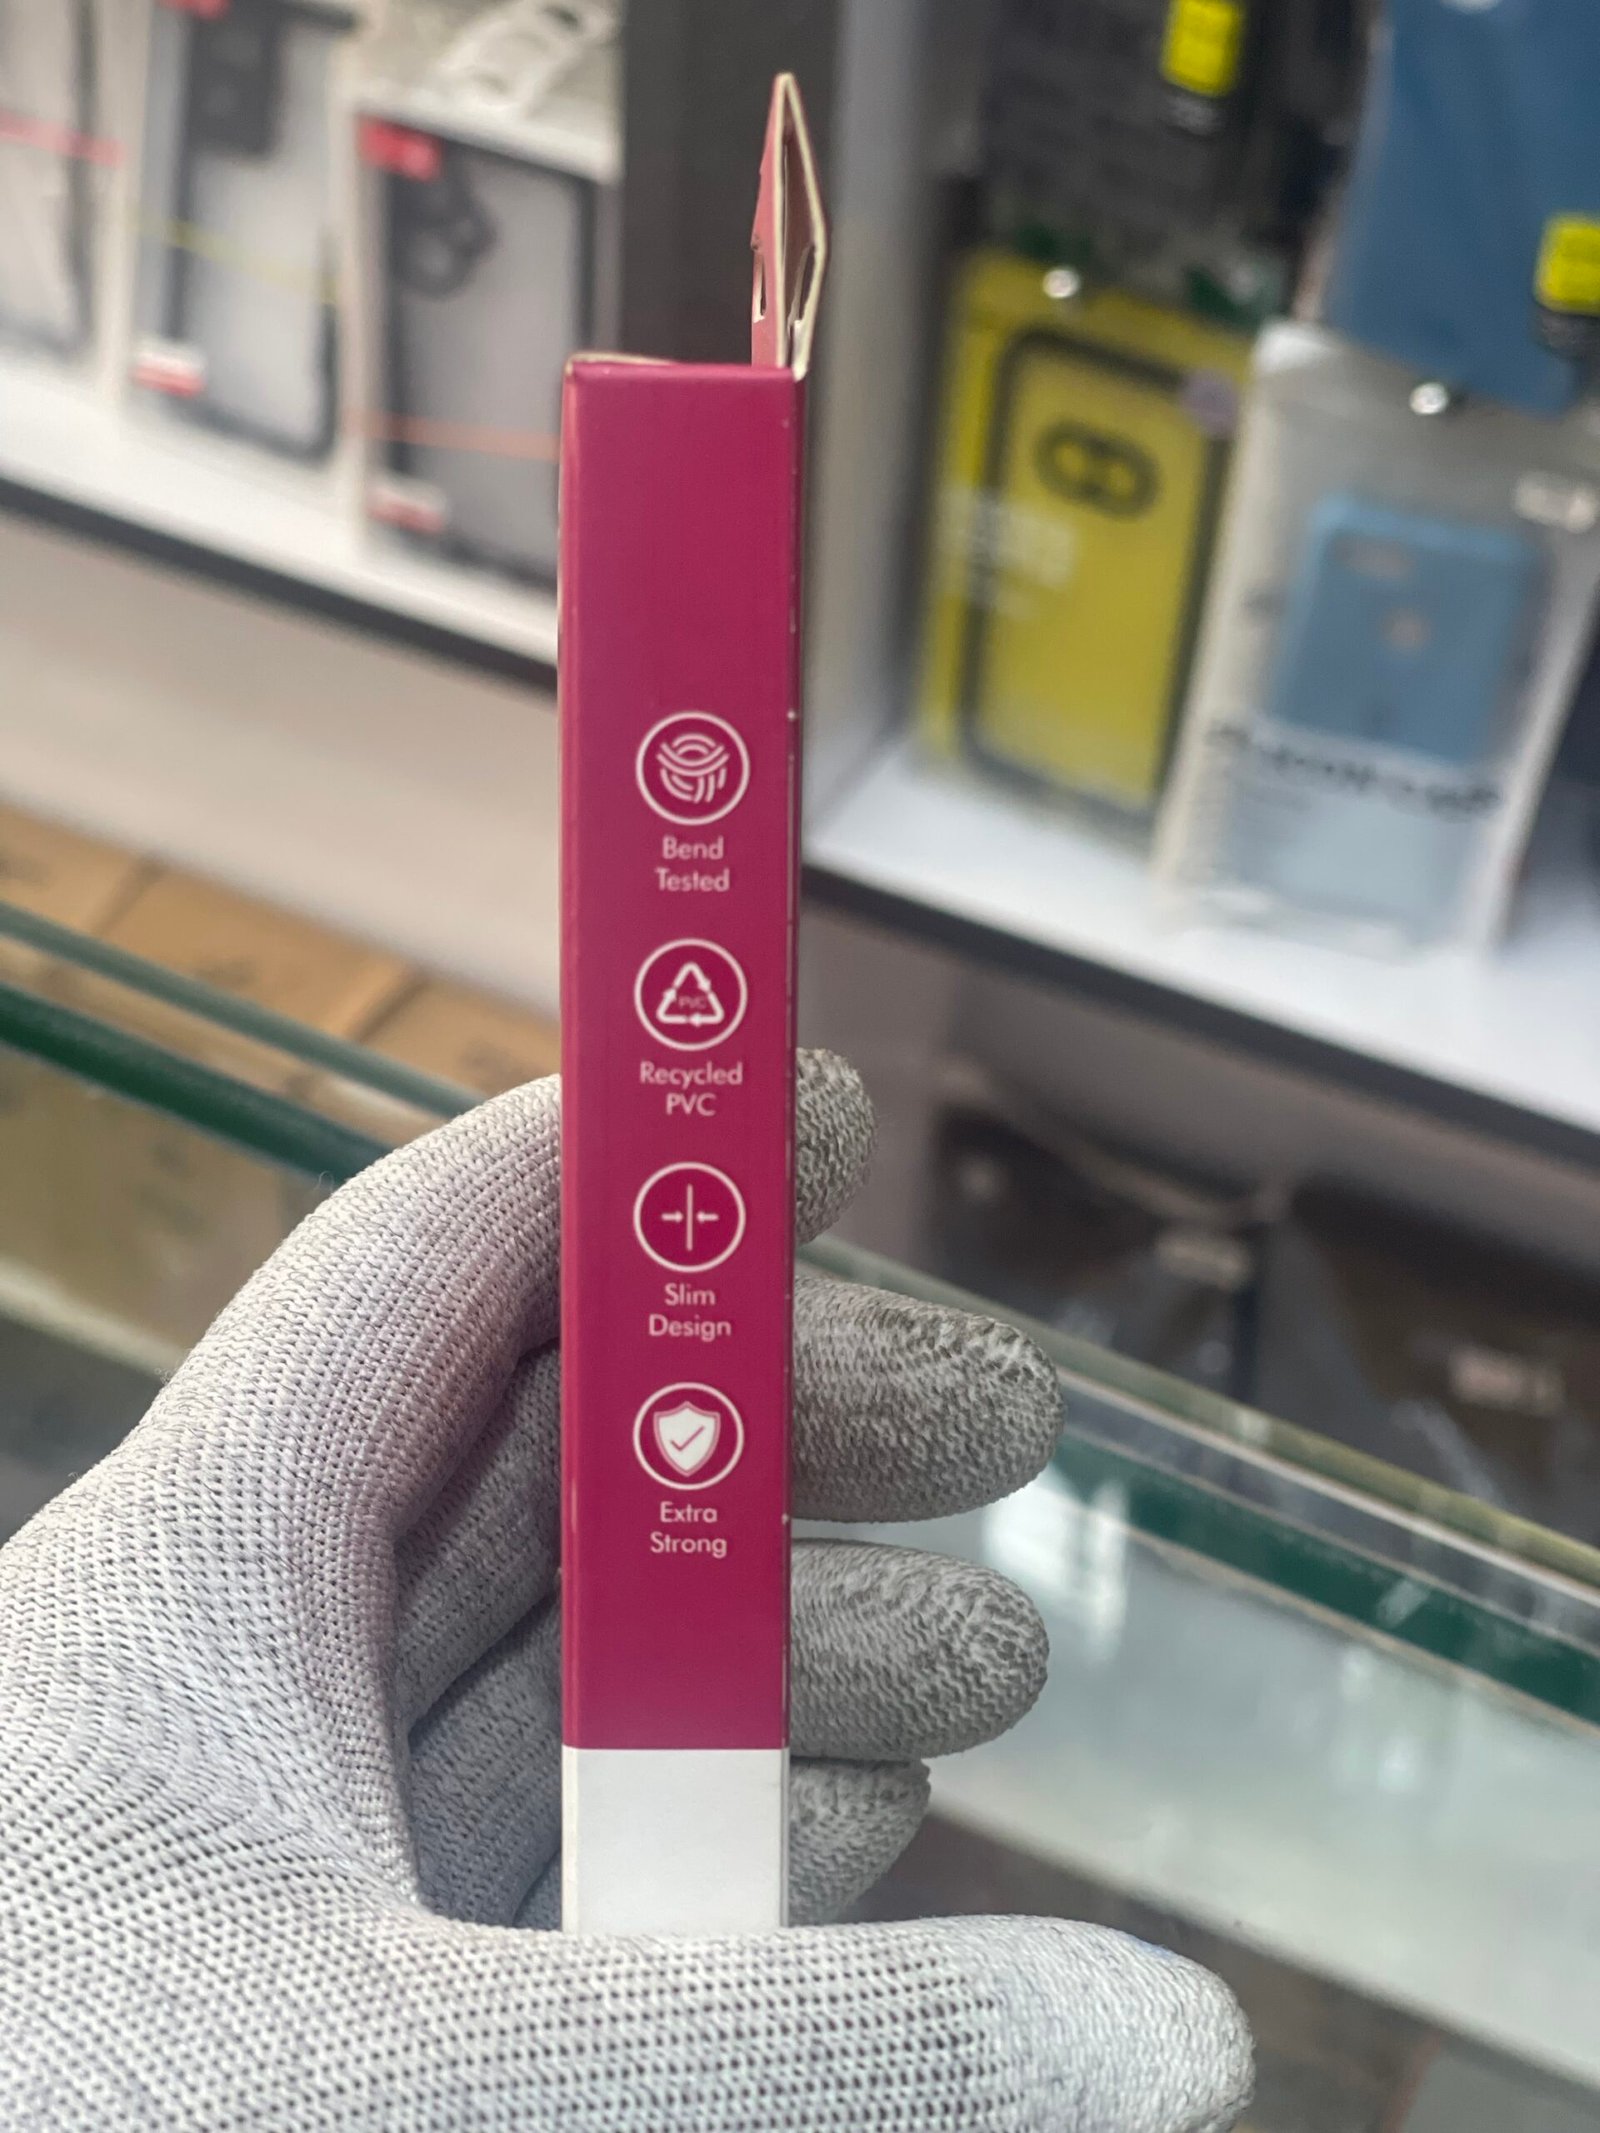 Bend
Tested
PVC
Recycled
PVC
Slim
Design
Extra
Strong